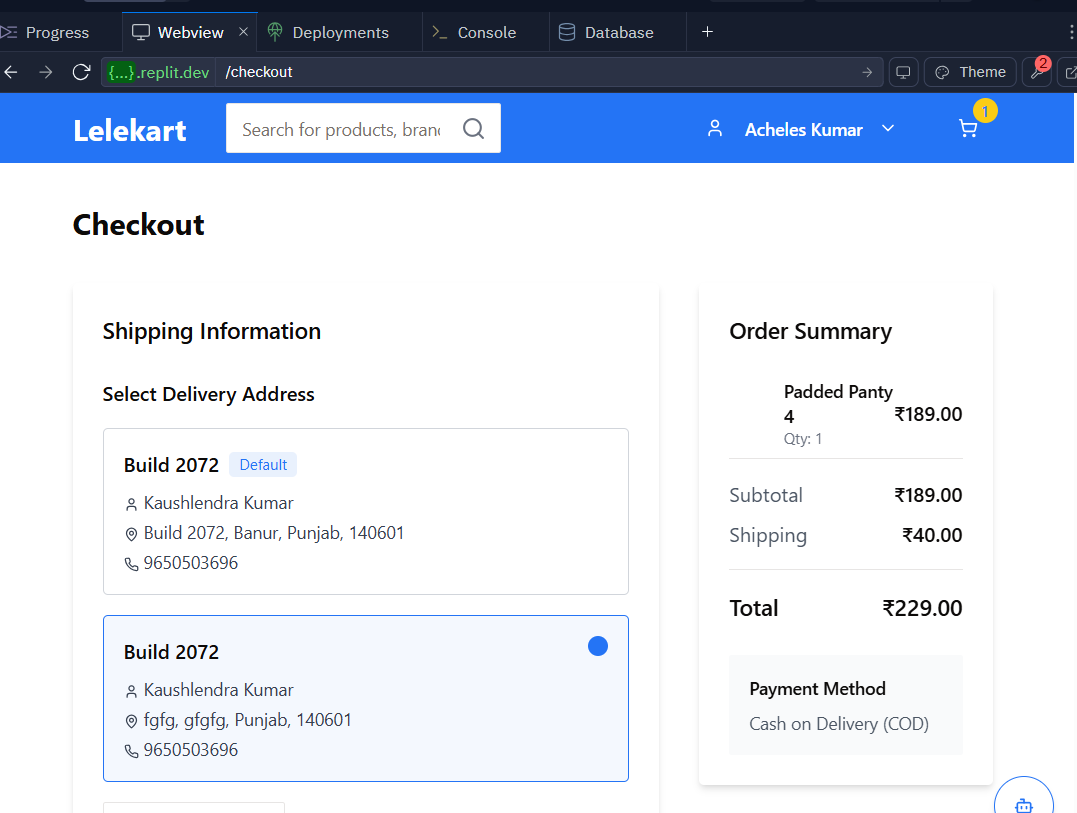 Progress Webview × Deployments Console Database +
{...}.replit.dev /checkout Theme 2
Lelekart Search for products, bran Acheles Kumar 1
Checkout
Shipping Information
Select Delivery Address
Build 2072 Default
Kaushlendra Kumar
Build 2072, Banur, Punjab, 140601
9650503696
Build 2072
Kaushlendra Kumar
fgfg, gfgfg, Punjab, 140601
9650503696
Order Summary
Padded Panty
4 ₹189.00
Qty: 1
Subtotal ₹189.00
Shipping ₹40.00
Total ₹229.00
Payment Method
Cash on Delivery (COD)